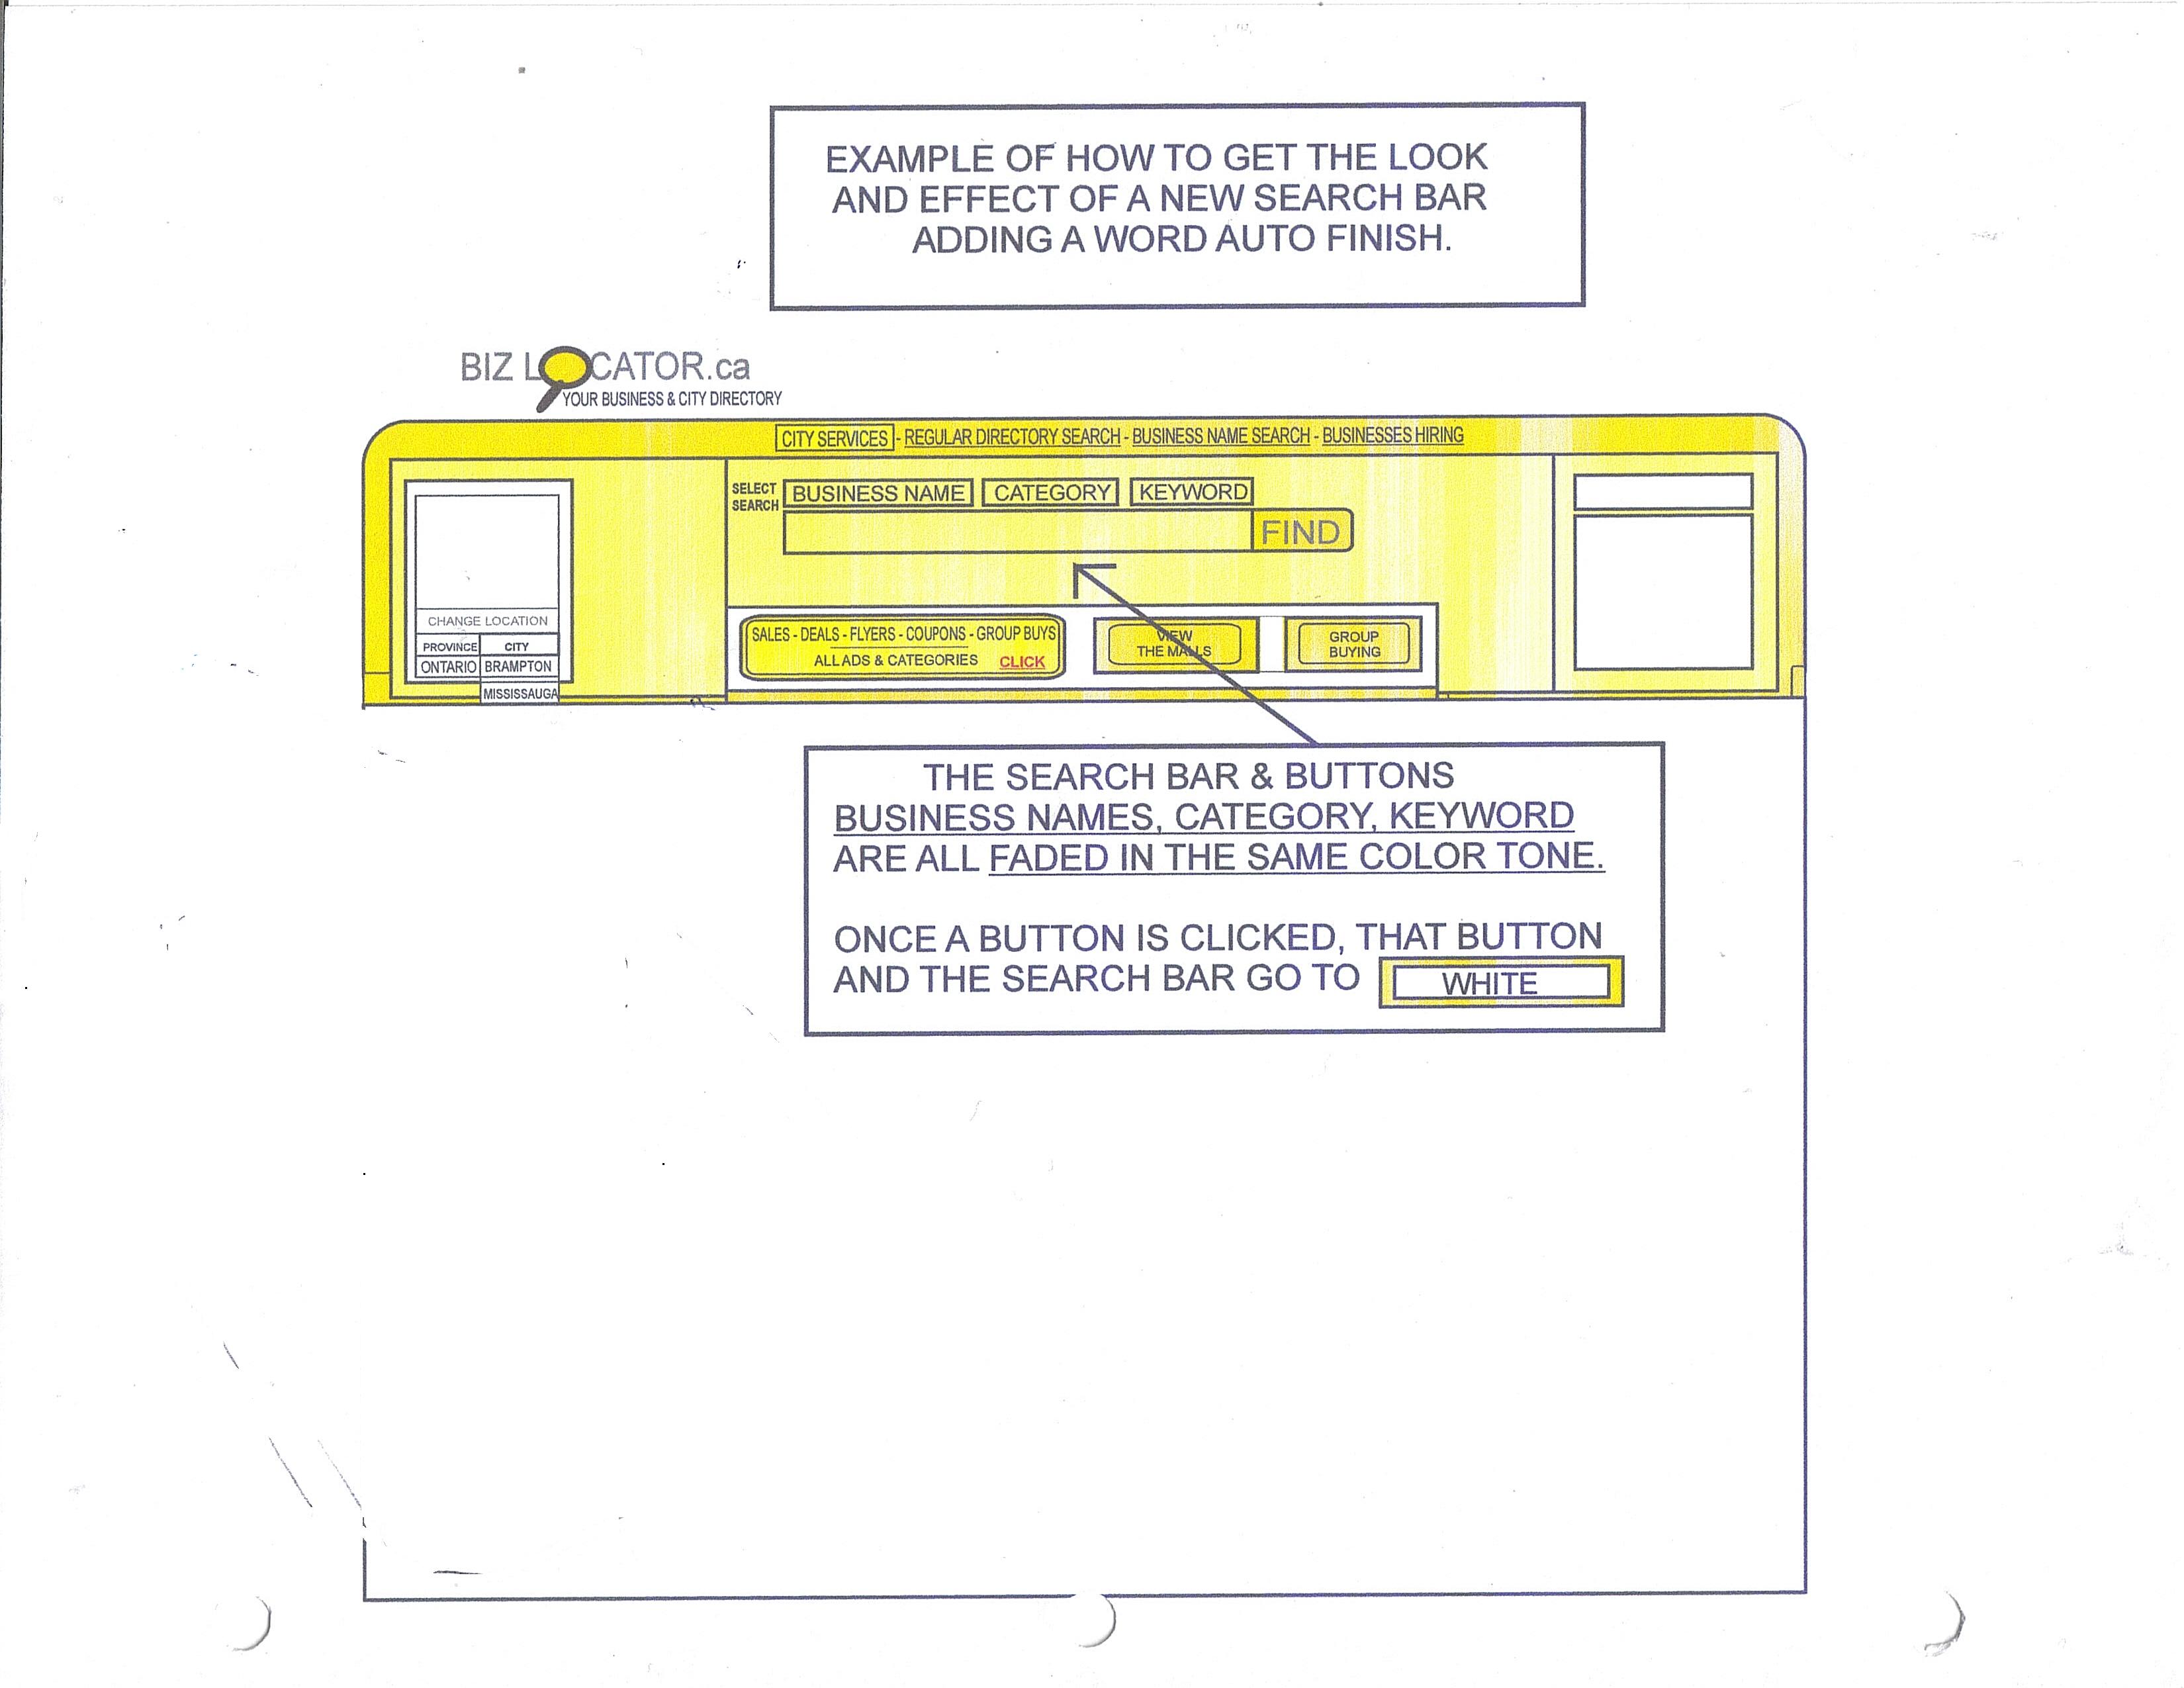 EXAMPLE OF HOW TO GET THE LOOK
AND EFFECT OF A NEW SEARCH BAR
ADDING A WORD AUTO FINISH.
BIZ LOCATOR.ca
YOUR BUSINESS & CITY DIRECTORY
CITY SERVICES - REGULAR DIRECTORY SEARCH - BUSINESS NAME SEARCH - BUSINESSES HIRING
SELECT
SEARCH
BUSINESS NAME CATEGORY KEYWORD
FIND
CHANGE LOCATION
PROVINCE CITY
ONTARIO BRAMPTON
MISSISSAUGA
SALES - DEALS - FLYERS - COUPONS - GROUP BUYS
ALL ADS & CATEGORIES CLICK
VIEW
THE MALLS
GROUP
BUYING
THE SEARCH BAR & BUTTONS
BUSINESS NAMES, CATEGORY, KEYWORD
ARE ALL FADED IN THE SAME COLOR TONE.
ONCE A BUTTON IS CLICKED, THAT BUTTON
AND THE SEARCH BAR GO TO WHITE